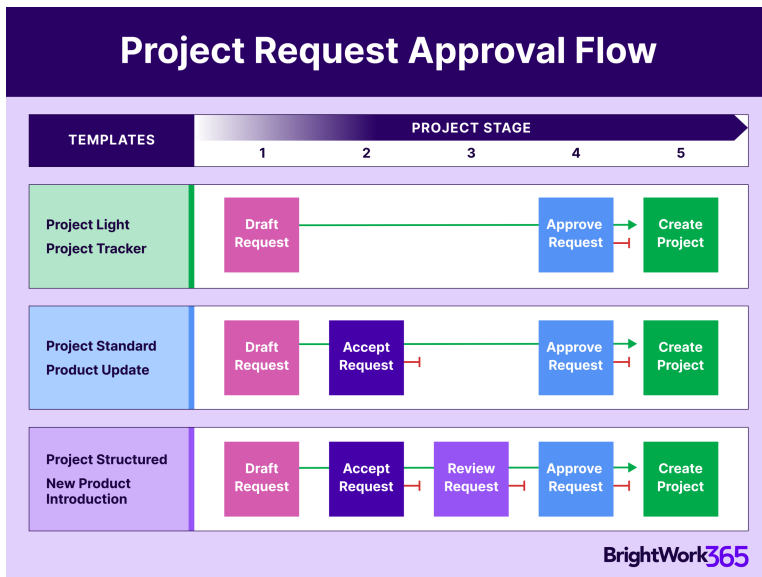 Project Request Approval Flow
TEMPLATES
PROJECT STAGE
1 2 3 4 5
Project Light
Project Tracker
Draft
Request
Approve
Request
Create
Project
Project Standard
Product Update
Draft
Request
Accept
Request
Approve
Request
Create
Project
Project Structured
New Product
Introduction
Draft
Request
Accept
Request
Review
Request
Approve
Request
Create
Project
BrightWork365